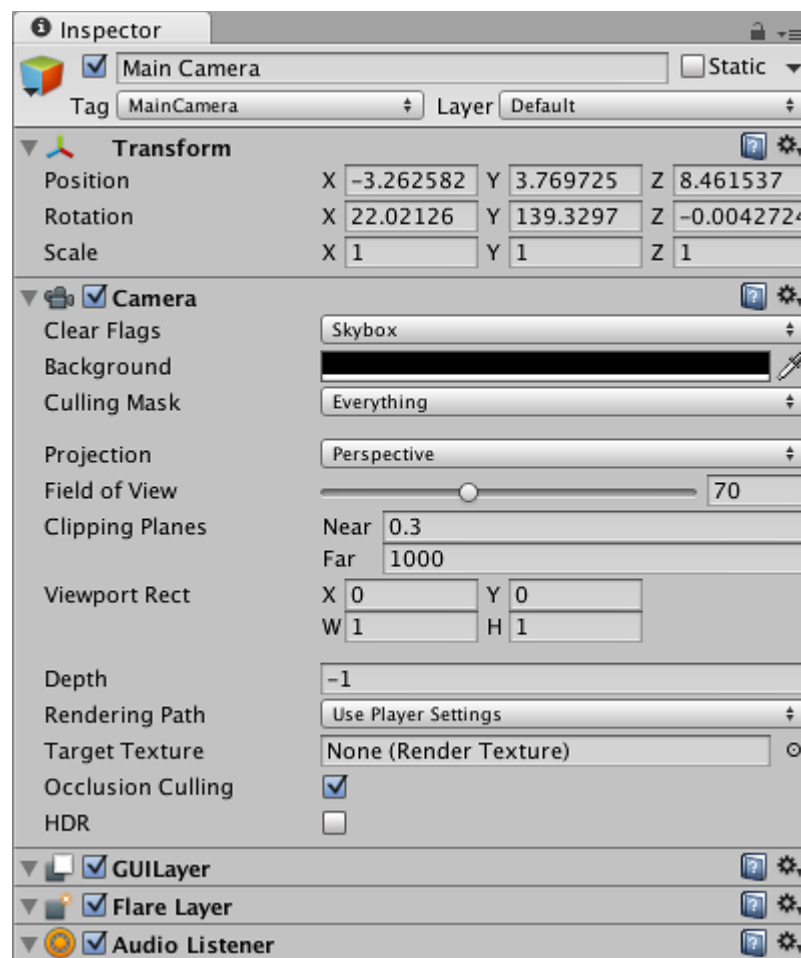 Inspector
Main Camera Static
Tag MainCamera Layer Default
Transform
Position X -3.262582 Y 3.769725 Z 8.461537
Rotation X 22.02126 Y 139.3297 Z -0.0042724
Scale X 1 Y 1 Z 1
Camera
Clear Flags Skybox
Background
Culling Mask Everything
Projection Perspective
Field of View 70
Clipping Planes Near 0.3
Far 1000
Viewport Rect X 0 Y 0
W 1 H 1
Depth -1
Rendering Path Use Player Settings
Target Texture None (Render Texture)
Occlusion Culling
HDR
GUILayer
Flare Layer
Audio Listener